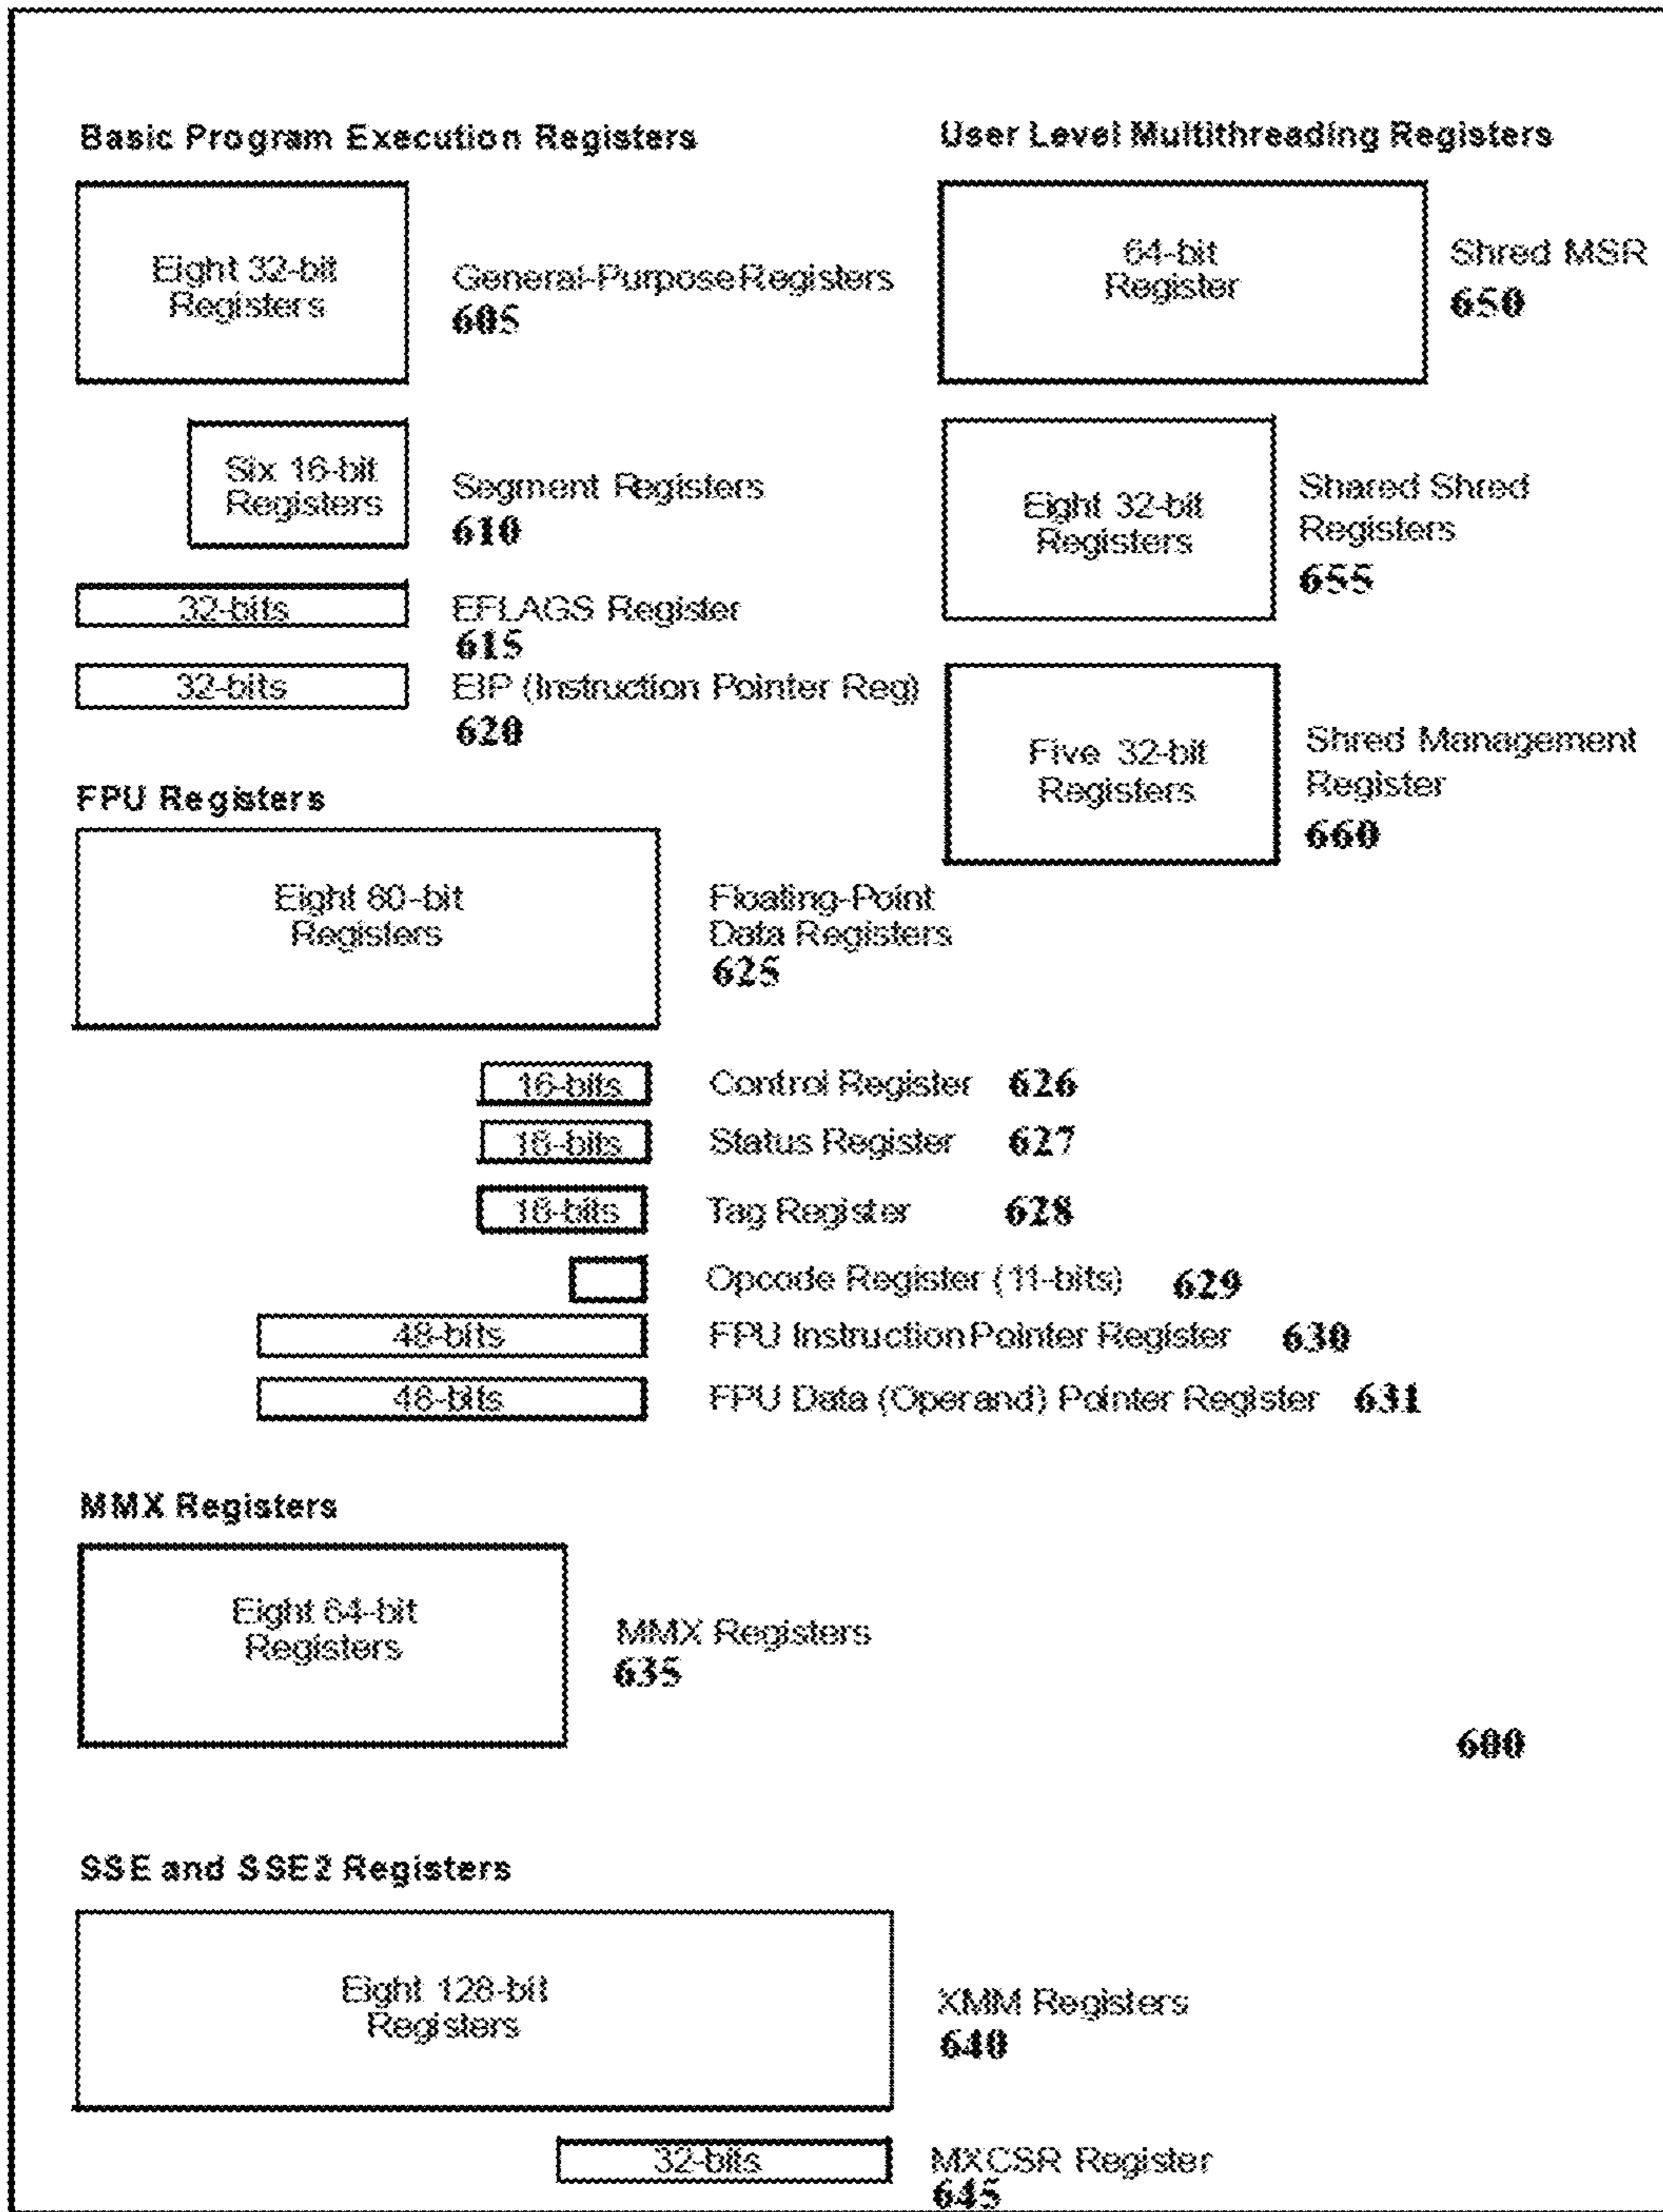 Basic Program Execution Registers
Eight 32-bit
Registers
General-Purpose Registers
605
Six 16-bit
Registers
Segment Registers
610
32-bits
EFLAGS Register
615
32-bits
EIP (Instruction Pointer Reg)
620
User Level Multithreading Registers
64-bit
Register
Shred MSR
650
Eight 32-bit
Registers
Shared Shred
Registers
655
Five 32-bit
Registers
Shred Management
Register
660
FPU Registers
Eight 80-bit
Registers
Floating-Point
Data Registers
625
16-bits
Control Register 626
16-bits
Status Register 627
16-bits
Tag Register 628
Opcode Register (11-bits) 629
48-bits
FPU Instruction Pointer Register 630
48-bits
FPU Data (Operand) Pointer Register 631
MMX Registers
Eight 64-bit
Registers
MMX Registers
635
600
SSE and SSE2 Registers
Eight 128-bit
Registers
XMM Registers
640
32-bits
MXCSR Register
645